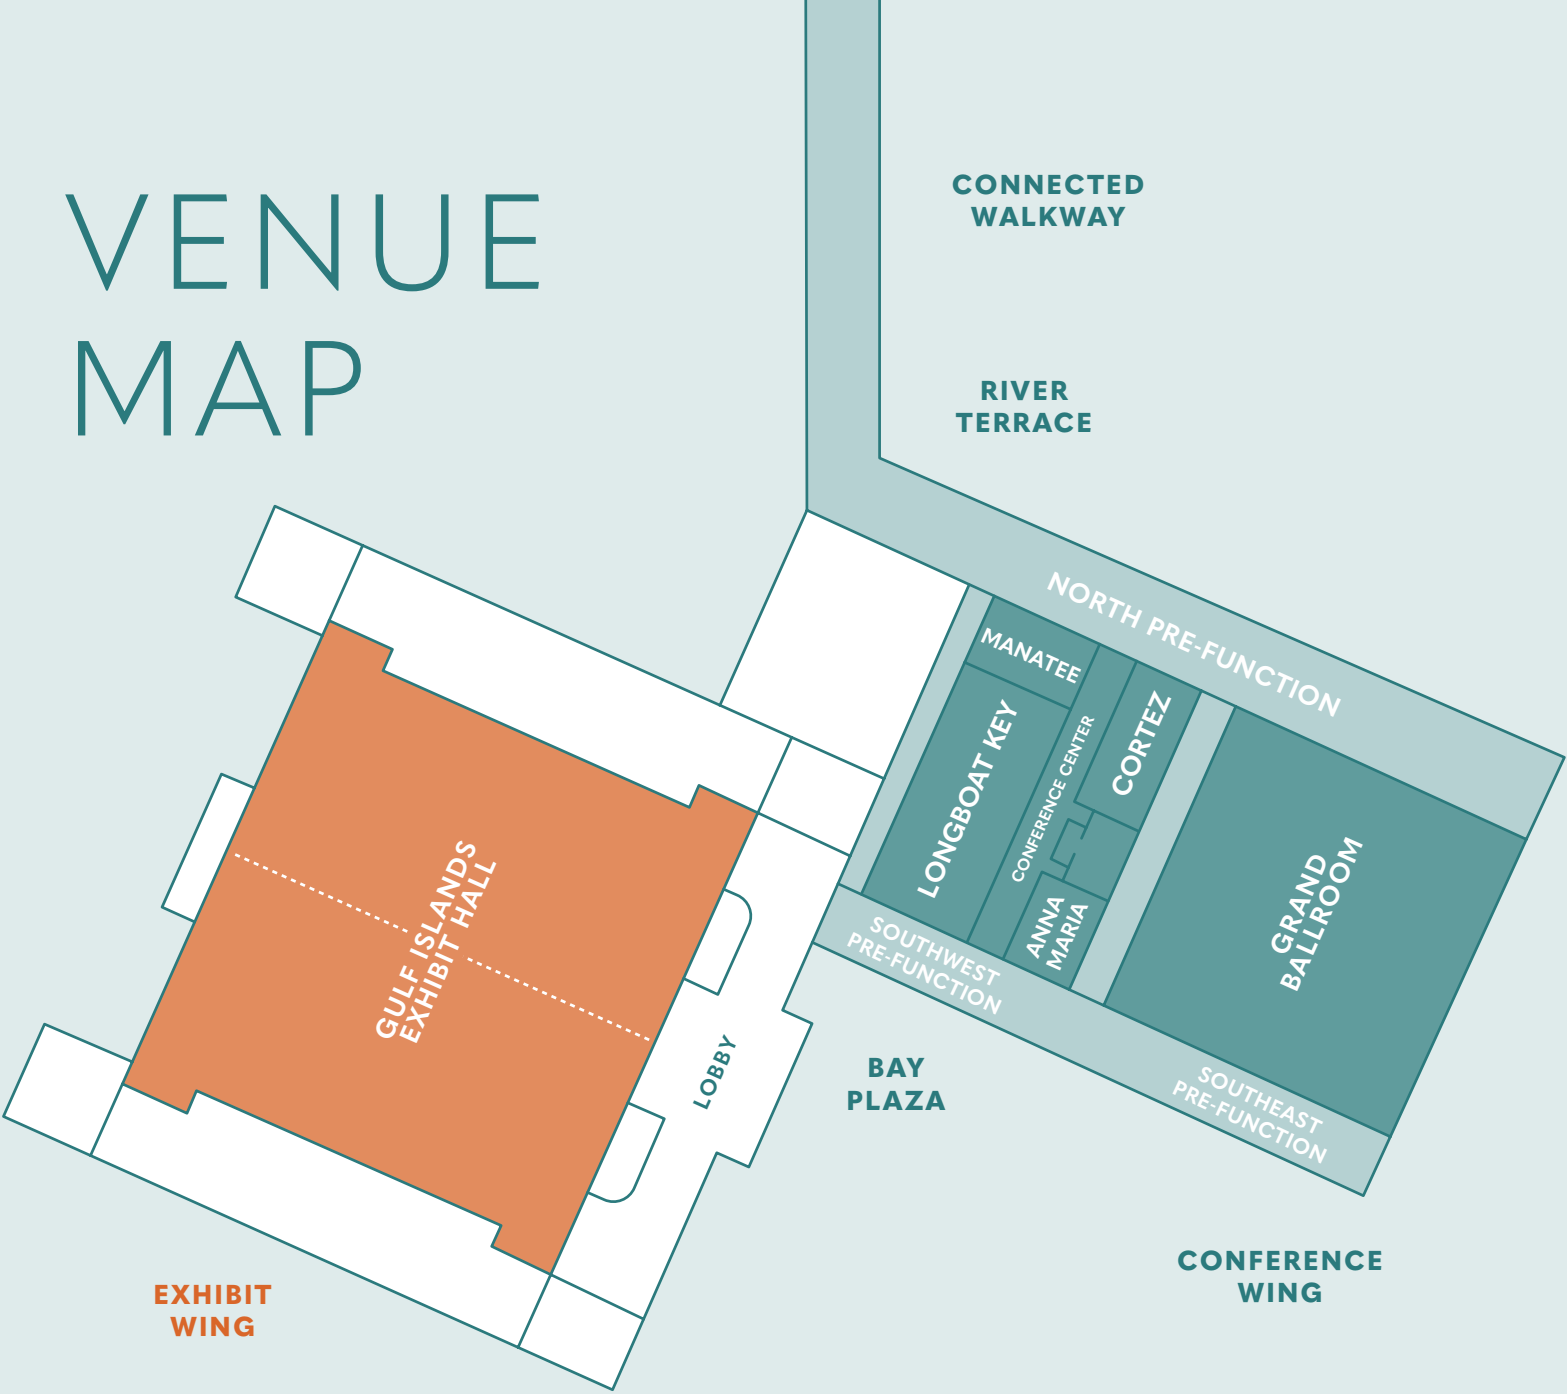 VENUE
MAP
CONNECTED
WALKWAY
RIVER
TERRACE
NORTH PRE-FUNCTION
MANATEE
LONGBOAT KEY
CONFERENCE CENTER
CORTEZ
ANNA
MARIA
GRAND
BALLROOM
SOUTHWEST
PRE-FUNCTION
SOUTHEAST
PRE-FUNCTION
GULF ISLANDS
EXHIBIT HALL
LOBBY
BAY
PLAZA
CONFERENCE
WING
EXHIBIT
WING